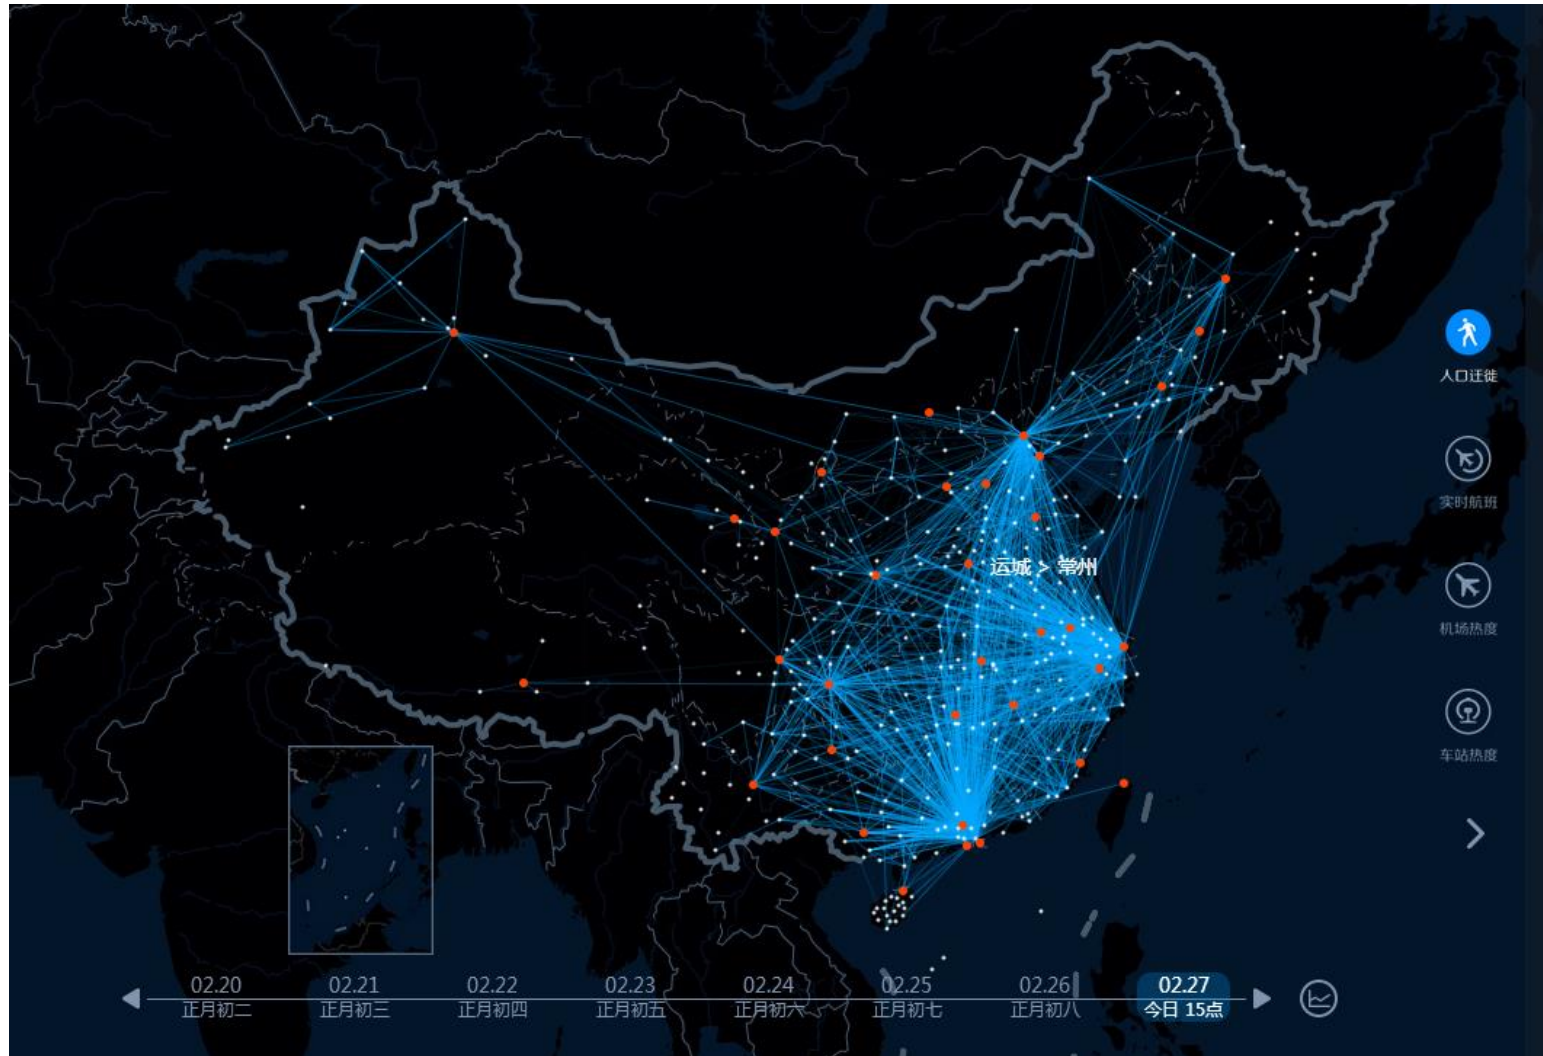 人口迁徙
实时航班
运城 > 常州
机场热度
车站热度
02.20
正月初二
02.21
正月初三
02.22
正月初四
02.23
正月初五
02.24
正月初六
02.25
正月初七
02.26
正月初八
02.27
今日 15点